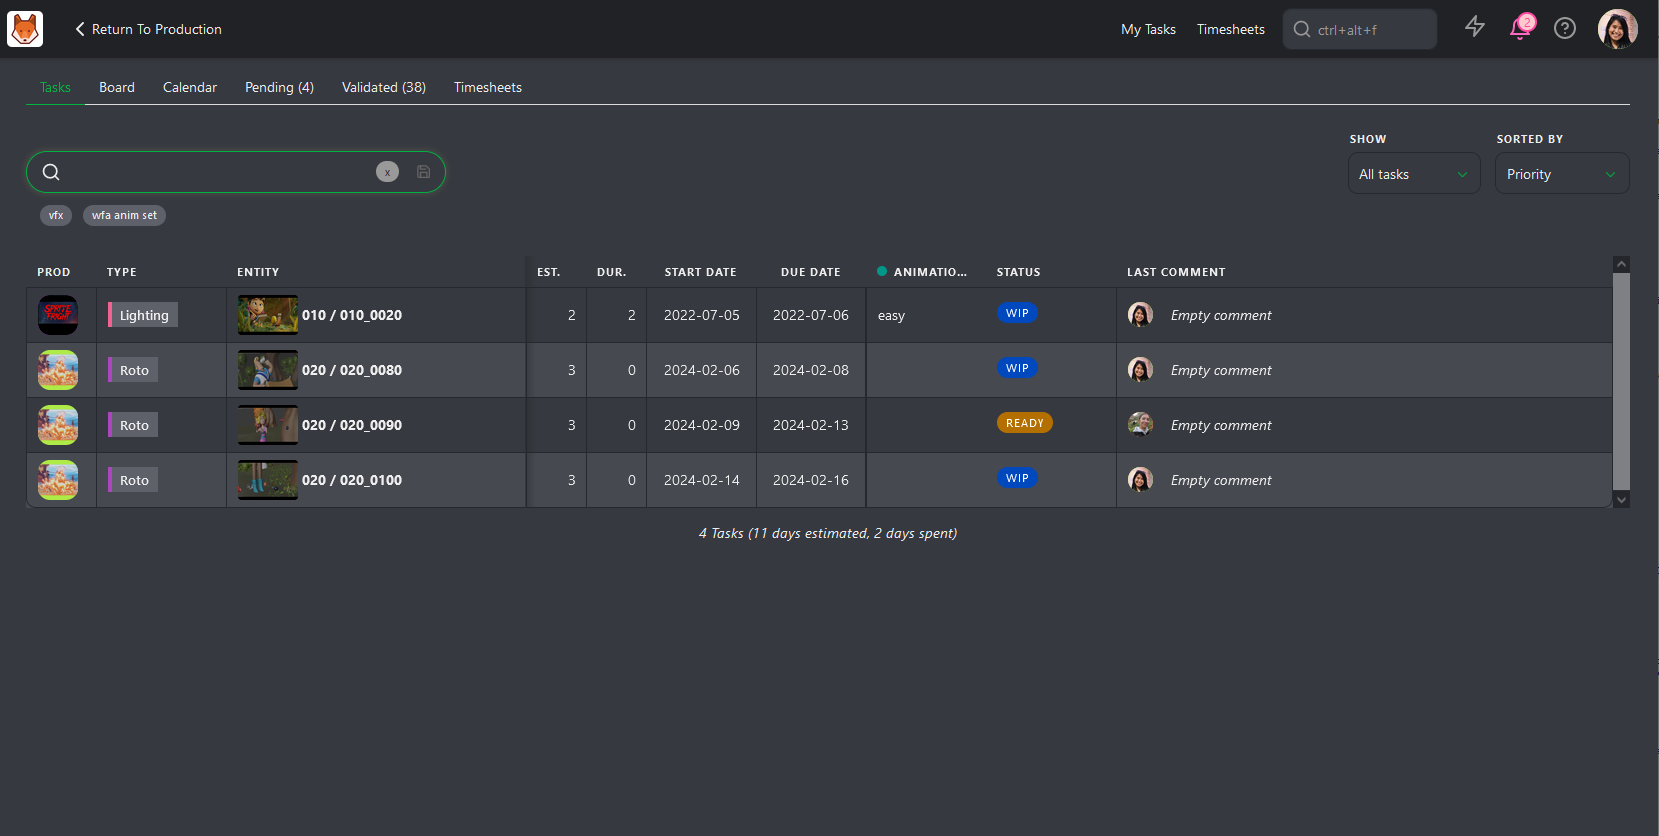 Return To Production
My Tasks Timesheets ctrl+alt+f 2
Tasks Board Calendar Pending (4) Validated (38) Timesheets
SHOW SORTED BY
x All tasks Priority
vfx wfa anim set
PROD TYPE ENTITY EST. DUR. START DATE DUE DATE ANIMATIO... STATUS LAST COMMENT
SPRITE FRIGHT Lighting 010 / 010_0020 2 2 2022-07-05 2022-07-06 easy WIP Empty comment
Roto 020 / 020_0080 3 0 2024-02-06 2024-02-08 WIP Empty comment
Roto 020 / 020_0090 3 0 2024-02-09 2024-02-13 READY Empty comment
Roto 020 / 020_0100 3 0 2024-02-14 2024-02-16 WIP Empty comment
4 Tasks (11 days estimated, 2 days spent)